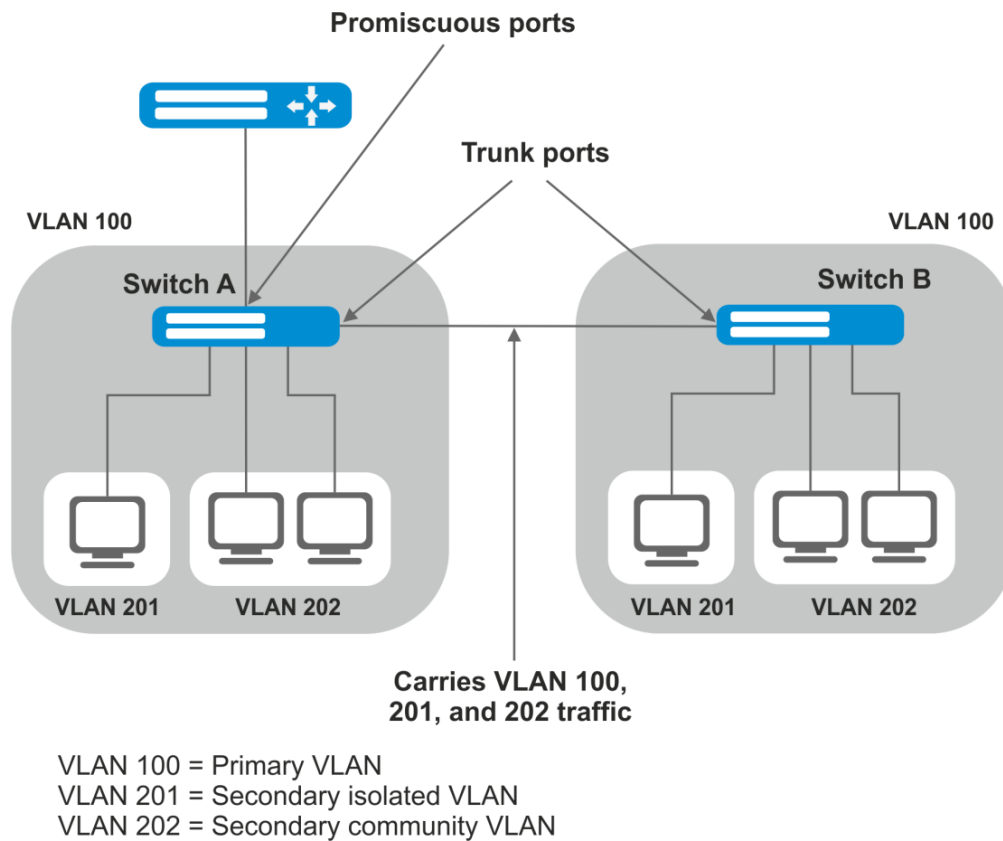 Promiscuous ports
Trunk ports
VLAN 100
VLAN 100
Switch A
Switch B
VLAN 201
VLAN 202
VLAN 201
VLAN 202
Carries VLAN 100,
201, and 202 traffic
VLAN 100 = Primary VLAN
VLAN 201 = Secondary isolated VLAN
VLAN 202 = Secondary community VLAN